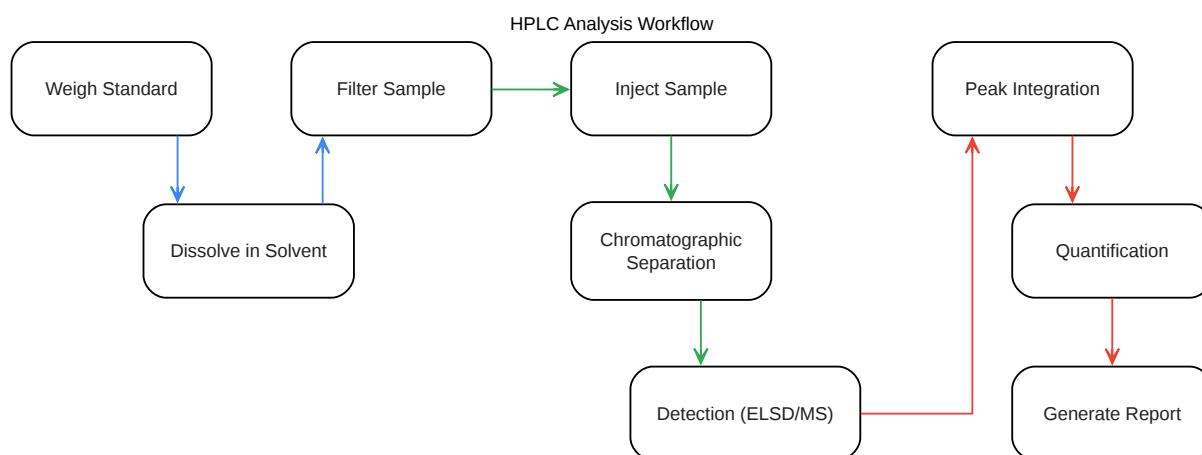 HPLC Analysis Workflow
Weigh Standard
Dissolve in Solvent
Filter Sample
Inject Sample
Chromatographic
Separation
Detection (ELSD/MS)
Peak Integration
Quantification
Generate Report